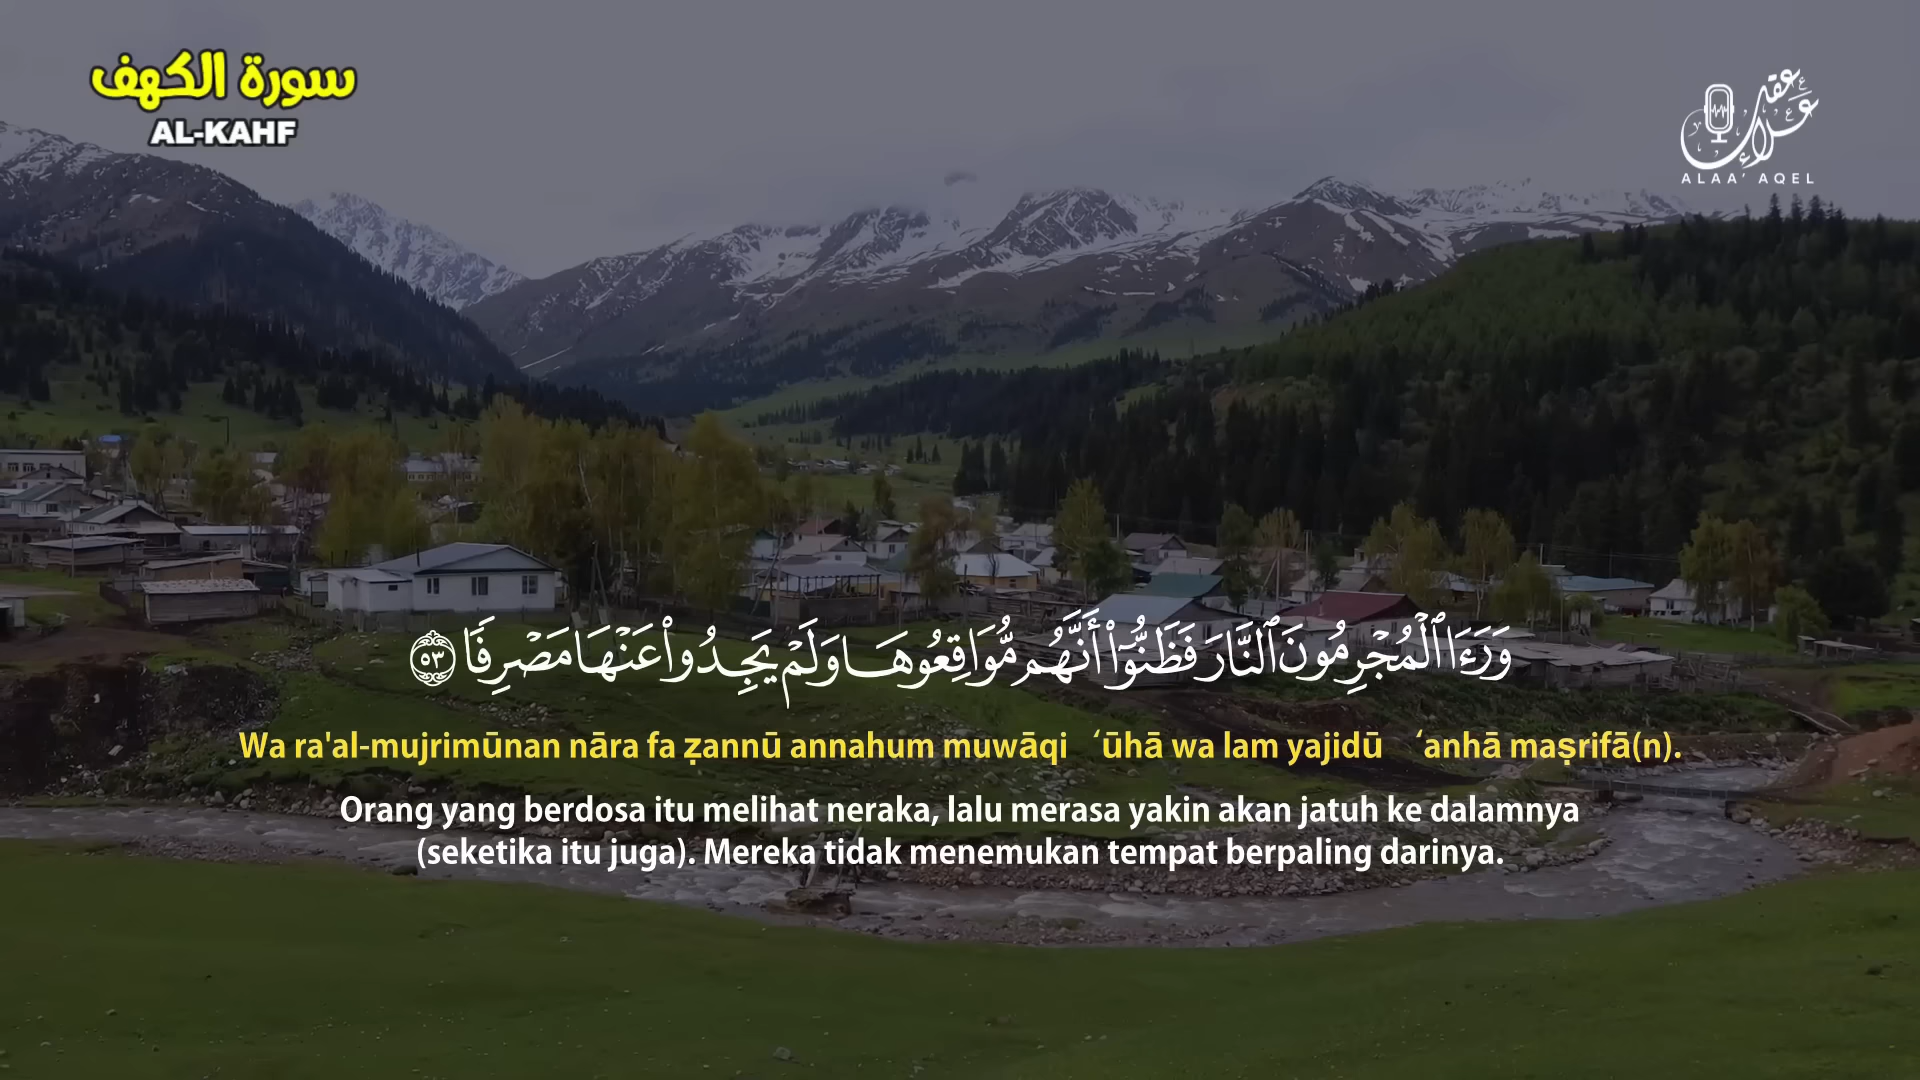 سورة الكهف
AL-KAHF
علاء عقل
ALAA' AQEL
وَرَءَا ٱلْمُجْرِمُونَ ٱلنَّارَ فَظَنُّوٓا۟ أَنَّهُم مُّوَاقِعُوهَا وَلَمْ يَجِدُوا۟ عَنْهَا مَصْرِفًا ٥٣
Wa ra'al-mujrimūnan nāra fa ẓannū annahum muwāqi ‘ūhā wa lam yajidū ‘anhā maṣrifā(n).
Orang yang berdosa itu melihat neraka, lalu merasa yakin akan jatuh ke dalamnya
(seketika itu juga). Mereka tidak menemukan tempat berpaling darinya.